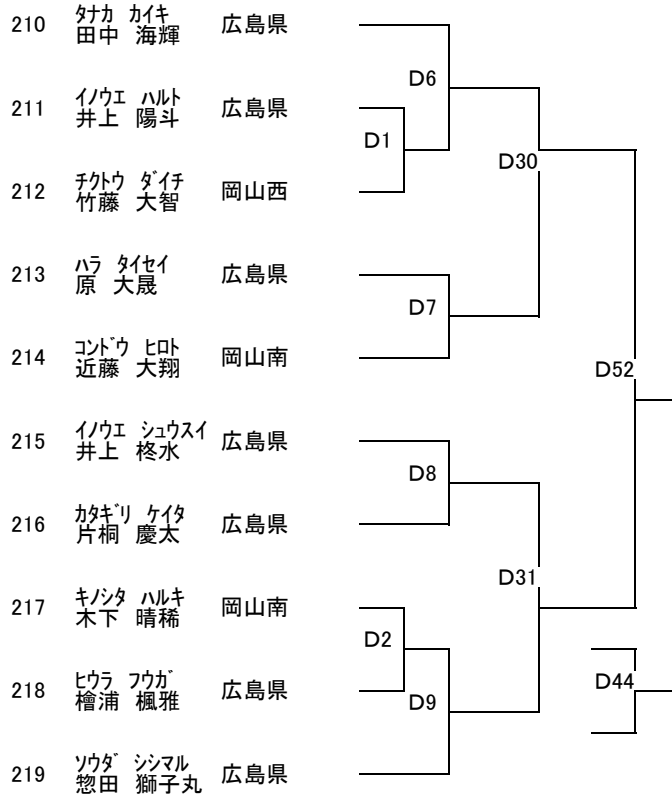 210 ﾀﾅｶ ｶｲｷ
田中 海輝 広島県
D6
211 ｲﾉｳｴ ﾊﾙﾄ
井上 陽斗 広島県
D1
D30
212 ﾁｸﾄｳ ﾀﾞｲﾁ
竹藤 大智 岡山西
213 ﾊﾗ ﾀｲｾｲ
原 大晟 広島県
D7
214 ｺﾝﾄﾞｳ ﾋﾛﾄ
近藤 大翔 岡山南
D52
215 ｲﾉｳｴ ｼｭｳｽｲ
井上 柊水 広島県
D8
216 ｶﾀｷﾞﾘ ｹｲﾀ
片桐 慶太 広島県
D31
217 ｷﾉｼﾀ ﾊﾙｷ
木下 晴稀 岡山南
D2
218 ﾋｳﾗ ﾌｳｶﾞ
檜浦 楓雅 広島県
D9
D44
219 ｿｳﾀﾞ ｼｼﾏﾙ
惣田 獅子丸 広島県